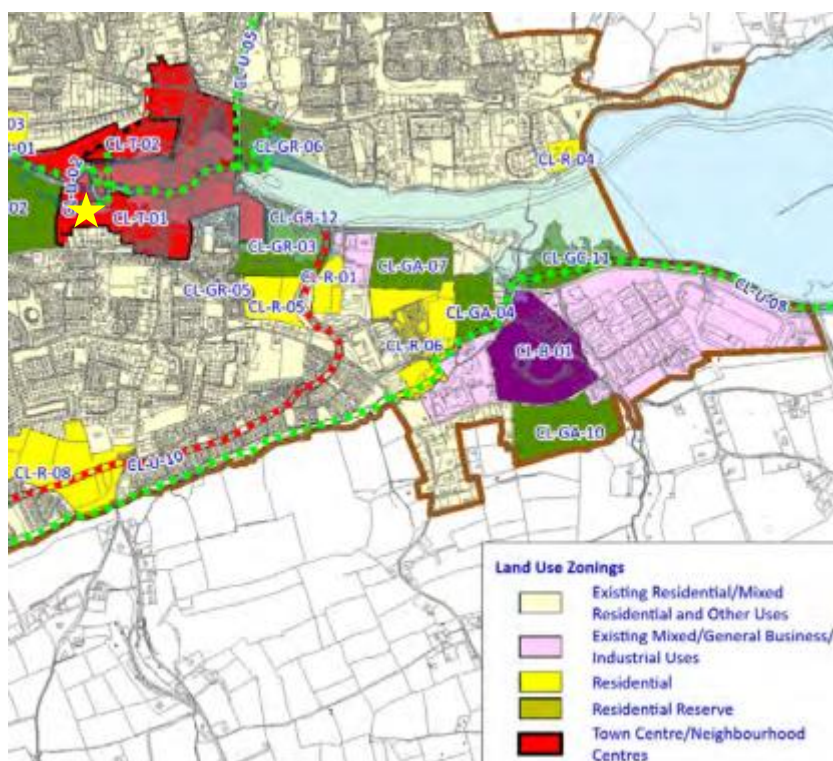 CL-U-05
03
CL-T-02
CL-GR-06
B-01
CL-U-02
CL-R-04
02
CL-T-01
CL-GR-12
CL-GR-03
CL-GC-11
CL-GA-07
CL-R-01
CL-GR-05
CL-R-05
CL-U-08
CL-GA-04
CL-R-06
CL-B-01
CL-GA-10
CL-R-08
CL-U-10
Land Use Zonings
Existing Residential/Mixed
Residential and Other Uses
Existing Mixed/General Business/
Industrial Uses
Residential
Residential Reserve
Town Centre/Neighbourhood
Centres